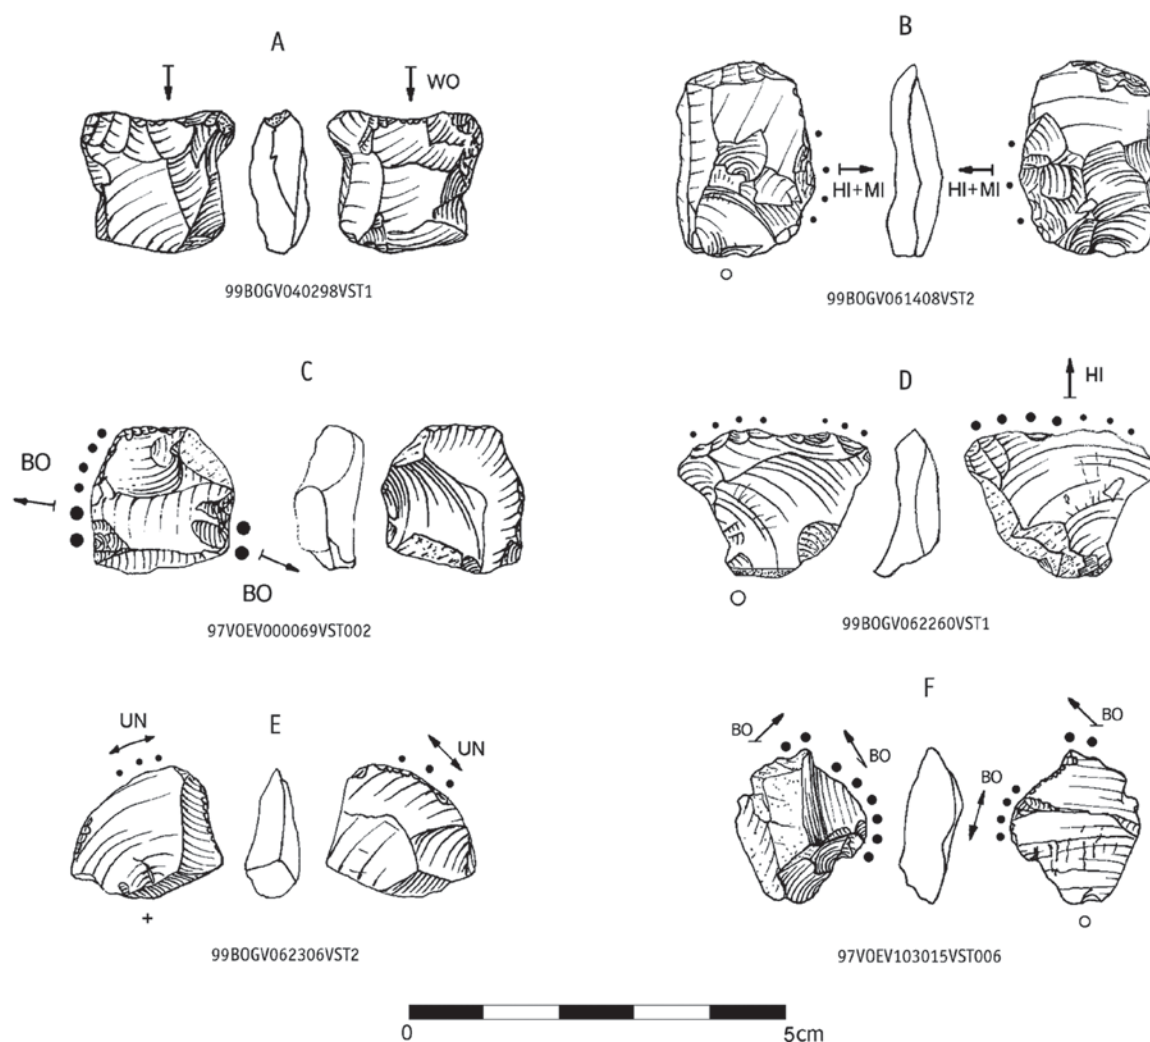 A
WO
99BOGV040298VST1
B
HI+MI HI+MI
99BOGV061408VST2
C
BO
BO
97VOEV000069VST002
D
HI
99BOGV062260VST1
E
UN
UN
99BOGV062306VST2
F
BO
BO
BO
BO
97VOEV103015VST006
0 5cm